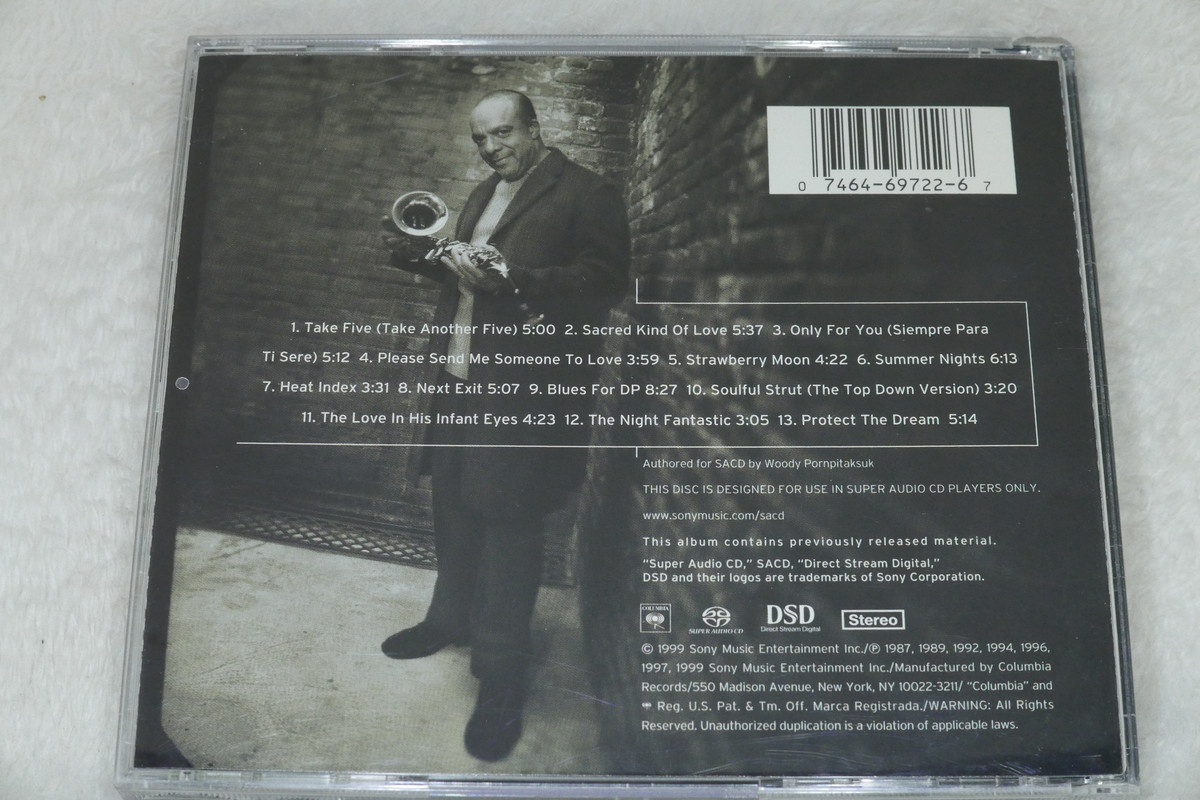 0 7464-69722-6 7
1. Take Five (Take Another Five) 5:00 2. Sacred Kind Of Love 5:37 3. Only For You (Siempre Para
Ti Sere) 5:12 4. Please Send Me Someone To Love 3:59 5. Strawberry Moon 4:22 6. Summer Nights 6:13
7. Heat Index 3:31 8. Next Exit 5:07 9. Blues For DP 8:27 10. Soulful Strut (The Top Down Version) 3:20
11. The Love In His Infant Eyes 4:23 12. The Night Fantastic 3:05 13. Protect The Dream 5:14
Authored for SACD by Woody Pornpitaksuk
THIS DISC IS DESIGNED FOR USE IN SUPER AUDIO CD PLAYERS ONLY.
www.sonymusic.com/sacd
This album contains previously released material.
"Super Audio CD," SACD, "Direct Stream Digital,"
DSD and their logos are trademarks of Sony Corporation.
COLUMBIA
SUPER AUDIO CD
DSD
Direct Stream Digital
Stereo
© 1999 Sony Music Entertainment Inc./℗ 1987, 1989, 1992, 1994, 1996,
1997, 1999 Sony Music Entertainment Inc./Manufactured by Columbia
Records/550 Madison Avenue, New York, NY 10022-3211/ "Columbia" and
Reg. U.S. Pat. & Tm. Off. Marca Registrada./WARNING: All Rights
Reserved. Unauthorized duplication is a violation of applicable laws.